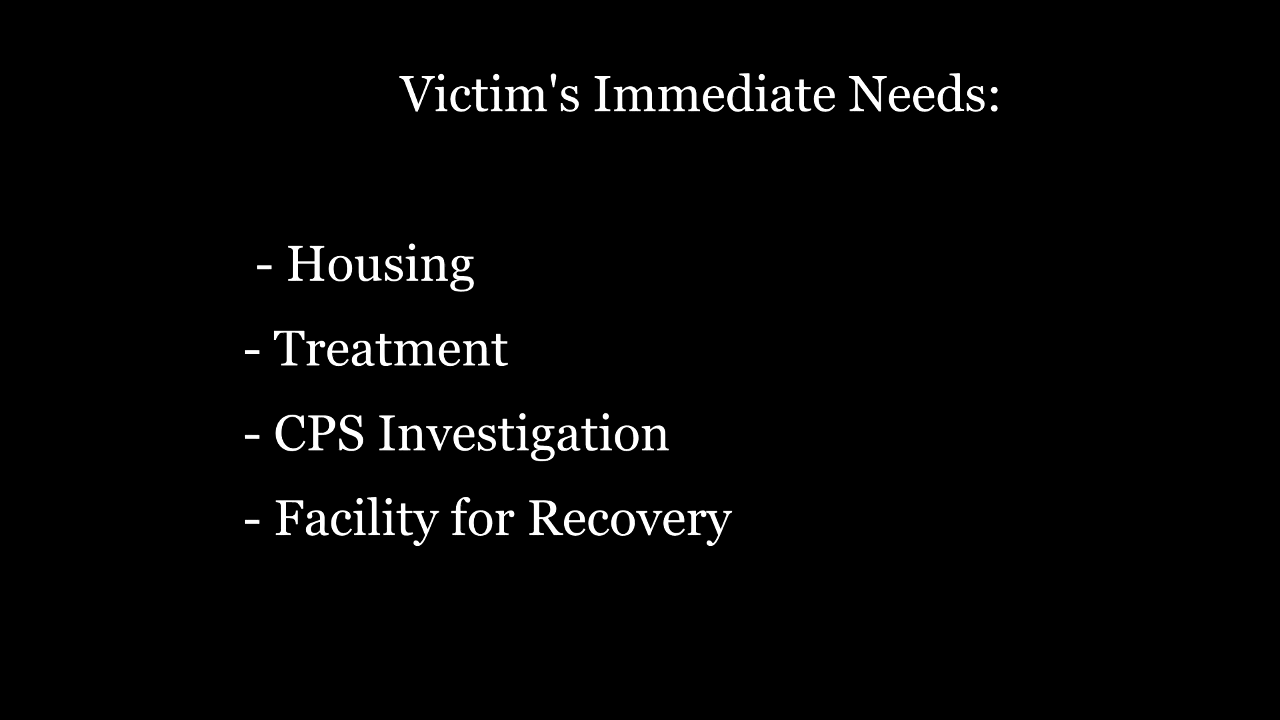 Victim's Immediate Needs:
- Housing
- Treatment
- CPS Investigation
- Facility for Recovery